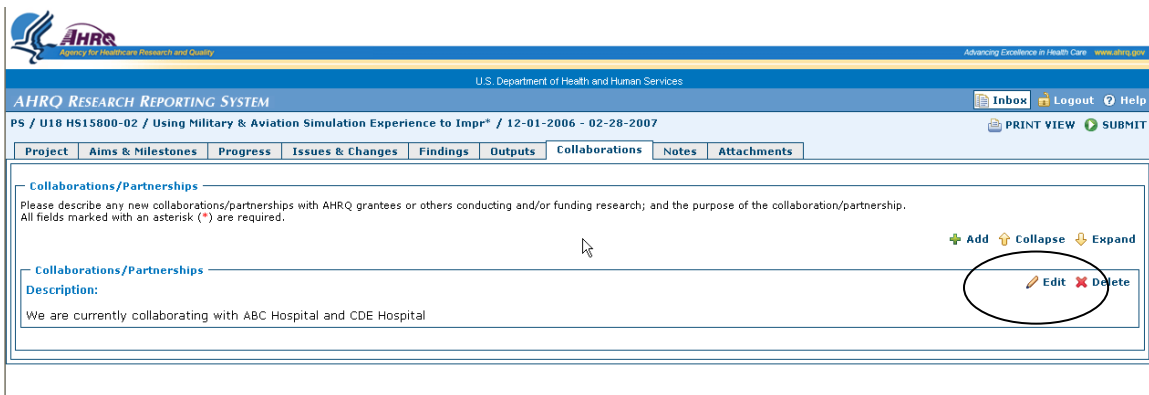 AHRQ
Agency for Healthcare Research and Quality
Advancing Excellence in Health Care www.ahrq.gov
U.S. Department of Health and Human Services
AHRQ RESEARCH REPORTING SYSTEM
Inbox Logout Help
PS / U18 HS15800-02 / Using Military & Aviation Simulation Experience to Impr* / 12-01-2006 - 02-28-2007
PRINT VIEW SUBMIT
Project Aims & Milestones Progress Issues & Changes Findings Outputs Collaborations Notes Attachments
Collaborations/Partnerships
Please describe any new collaborations/partnerships with AHRQ grantees or others conducting and/or funding research; and the purpose of the collaboration/partnership.
All fields marked with an asterisk (*) are required.
Add Collapse Expand
Collaborations/Partnerships
Edit Delete
Description:
We are currently collaborating with ABC Hospital and CDE Hospital